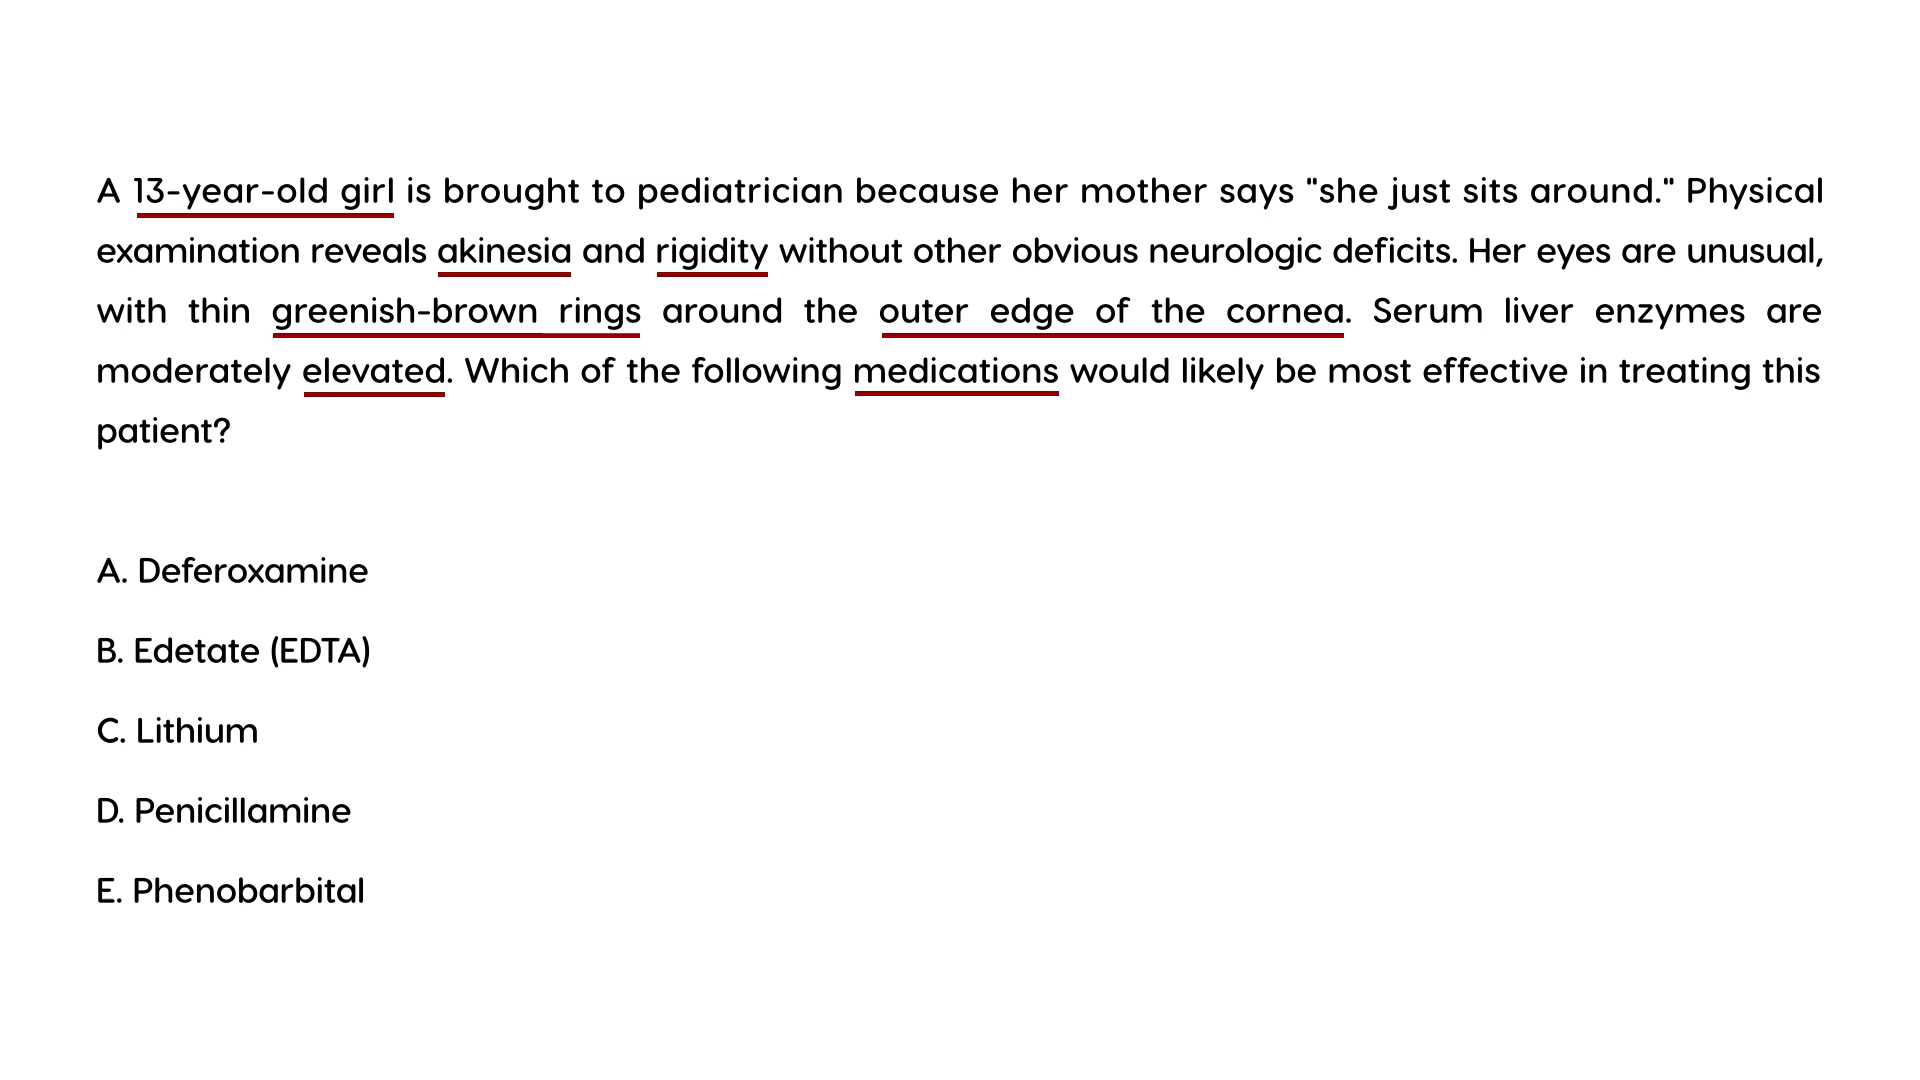 A 13-year-old girl is brought to pediatrician because her mother says "she just sits around." Physical
examination reveals akinesia and rigidity without other obvious neurologic deficits. Her eyes are unusual,
with thin greenish-brown rings around the outer edge of the cornea. Serum liver enzymes are
moderately elevated. Which of the following medications would likely be most effective in treating this
patient?
A. Deferoxamine
B. Edetate (EDTA)
C. Lithium
D. Penicillamine
E. Phenobarbital